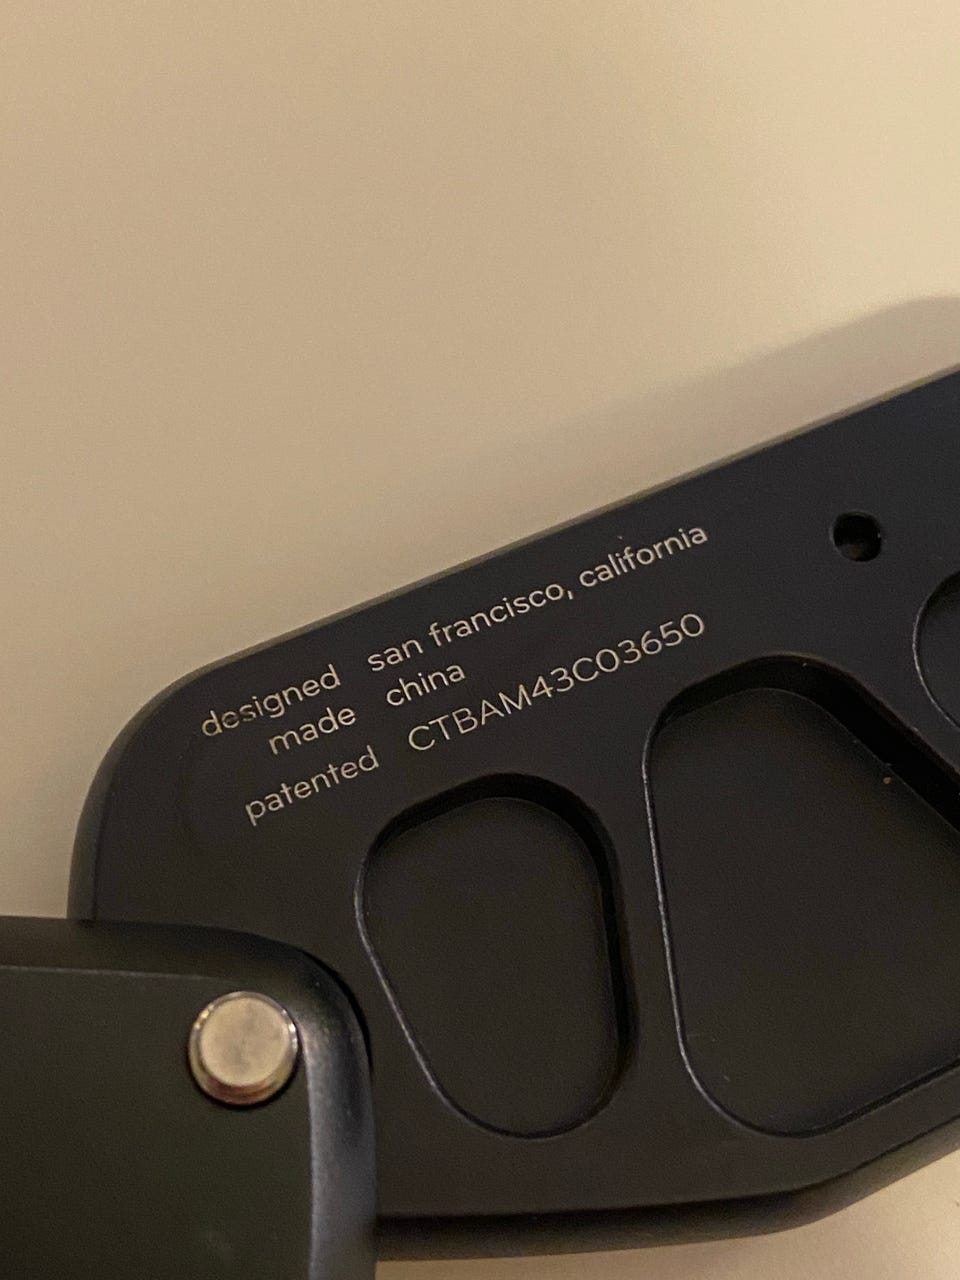 designed san francisco, california
made china
patented CTBAM43C03650